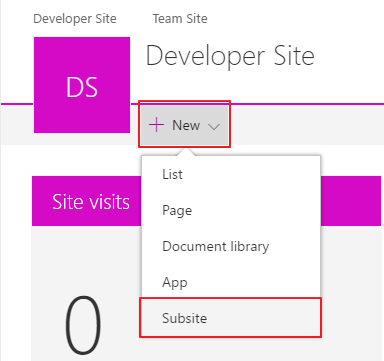 Developer Site Team Site
Developer Site
DS
+ New
List
Site visits
Page
Document library
App
0
Subsite